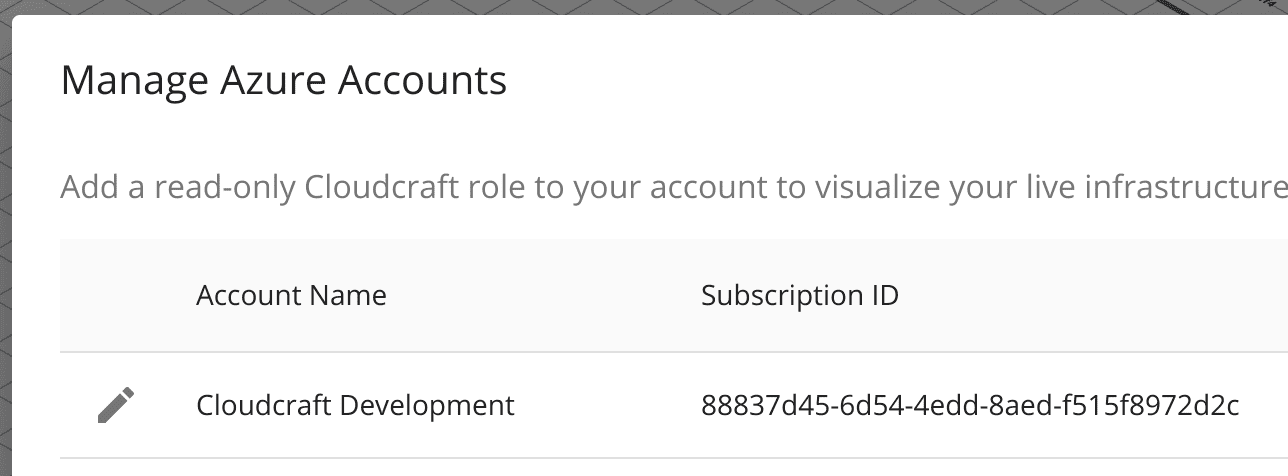 Manage Azure Accounts
Add a read-only Cloudcraft role to your account to visualize your live infrastructure
Account Name Subscription ID
Cloudcraft Development 88837d45-6d54-4edd-8aed-f515f8972d2c